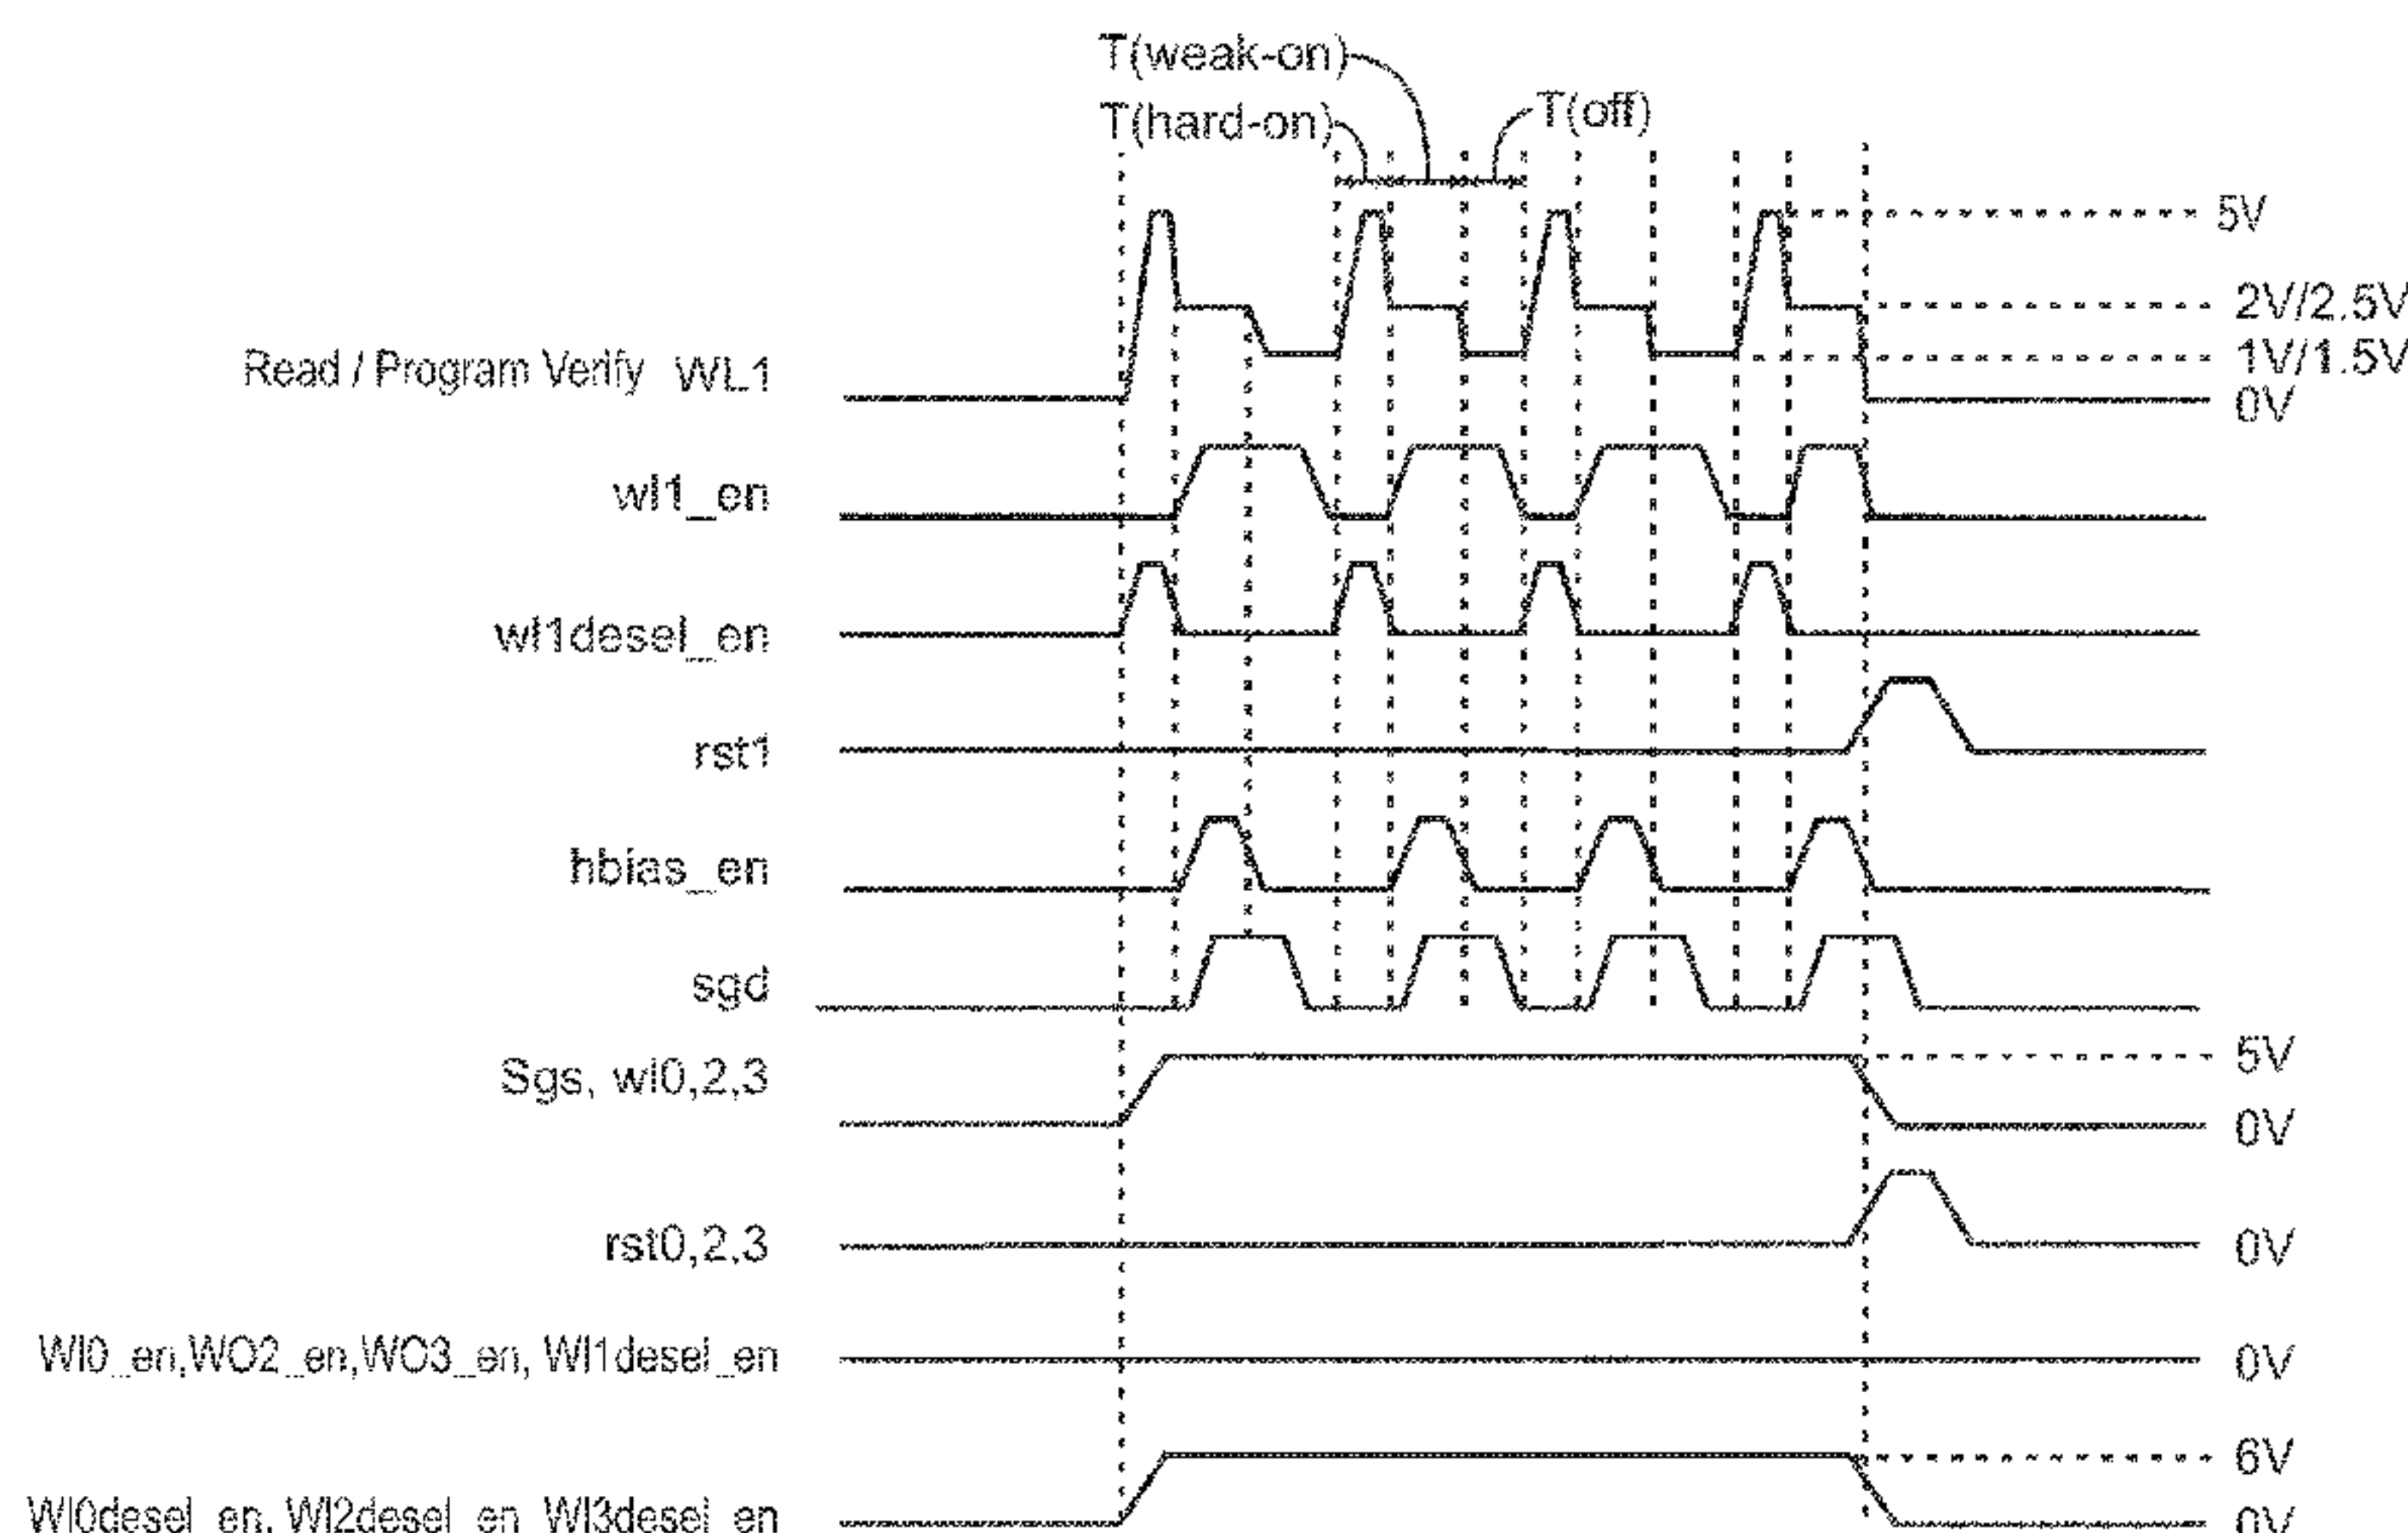 T(weak-on)
T(hard-on) T(off)
5V
2V/2.5V
Read / Program Verify WL1 1V/1.5V
0V
wl1_en
wl1desel_en
rst1
hbias_en
sgd
Sgs, wl0,2,3 5V
0V
rst0,2,3 0V
Wl0_en,WO2_en,WO3_en, Wl1desel_en 0V
6V
Wl0desel_en, Wl2desel_en Wl3desel_en 0V